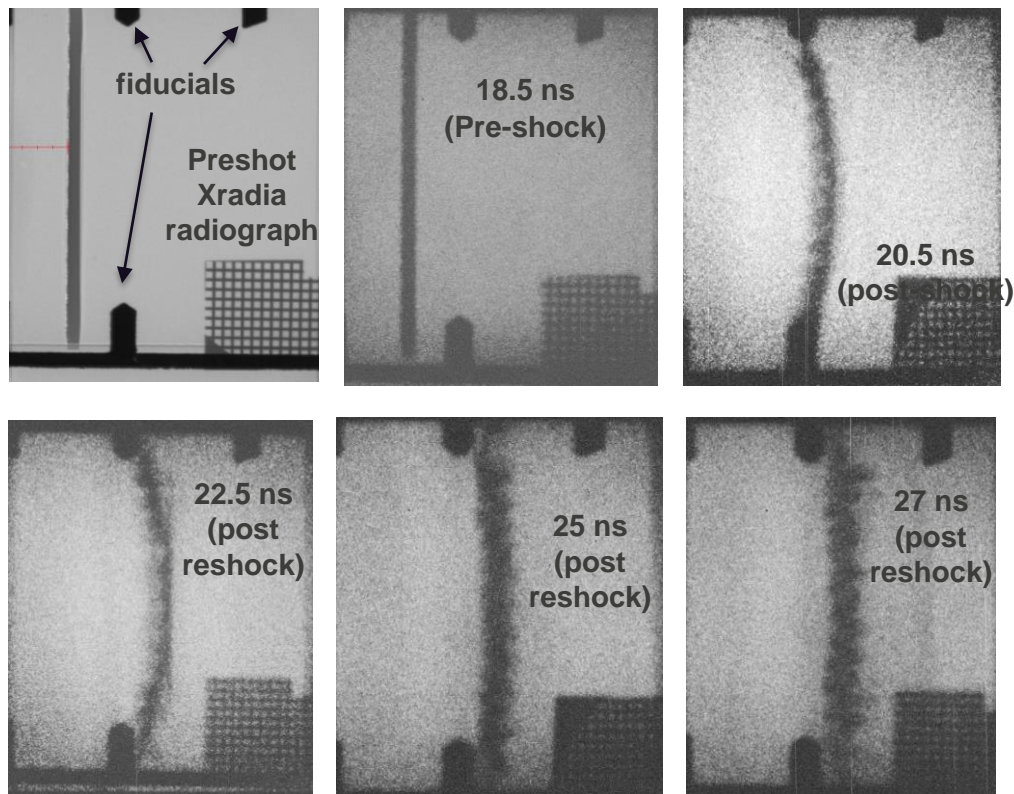 fiducials
Preshot
Xradia
radiograph
18.5 ns
(Pre-shock)
20.5 ns
(post-shock)
22.5 ns
(post
reshock)
25 ns
(post
reshock)
27 ns
(post
reshock)